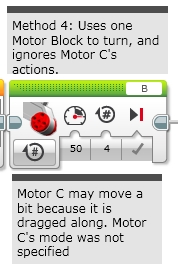 Method 4: Uses one
Motor Block to turn, and
ignores Motor C's
actions.
B
#
#
50
4
Motor C may move a
bit because it is
dragged along. Motor
C's mode was not
specified